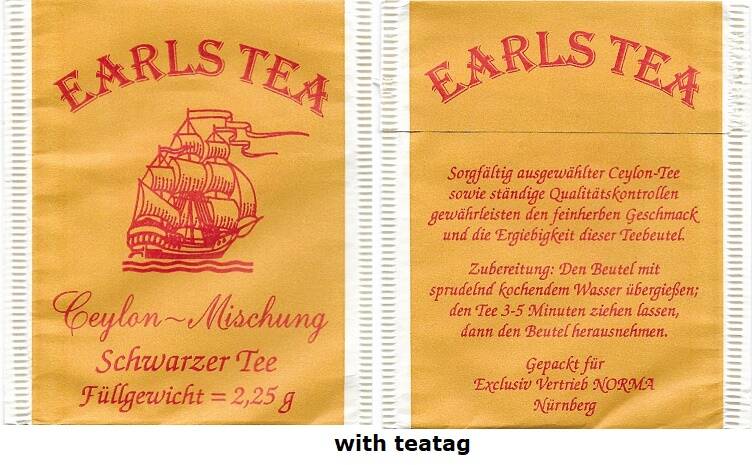 EARLS TEA
Ceylon~Mischung
Schwarzer Tee
Füllgewicht = 2,25 g
EARLS TEA
Sorgfältig ausgewählter Ceylon-Tee
sowie ständige Qualitätskontrollen
gewährleisten den feinherben Geschmack
und die Ergiebigkeit dieser Teebeutel.
Zubereitung: Den Beutel mit
sprudelnd kochendem Wasser übergießen;
den Tee 3-5 Minuten ziehen lassen,
dann den Beutel herausnehmen.
Gepackt für
Exclusiv Vertrieb NORMA
Nürnberg
with teatag